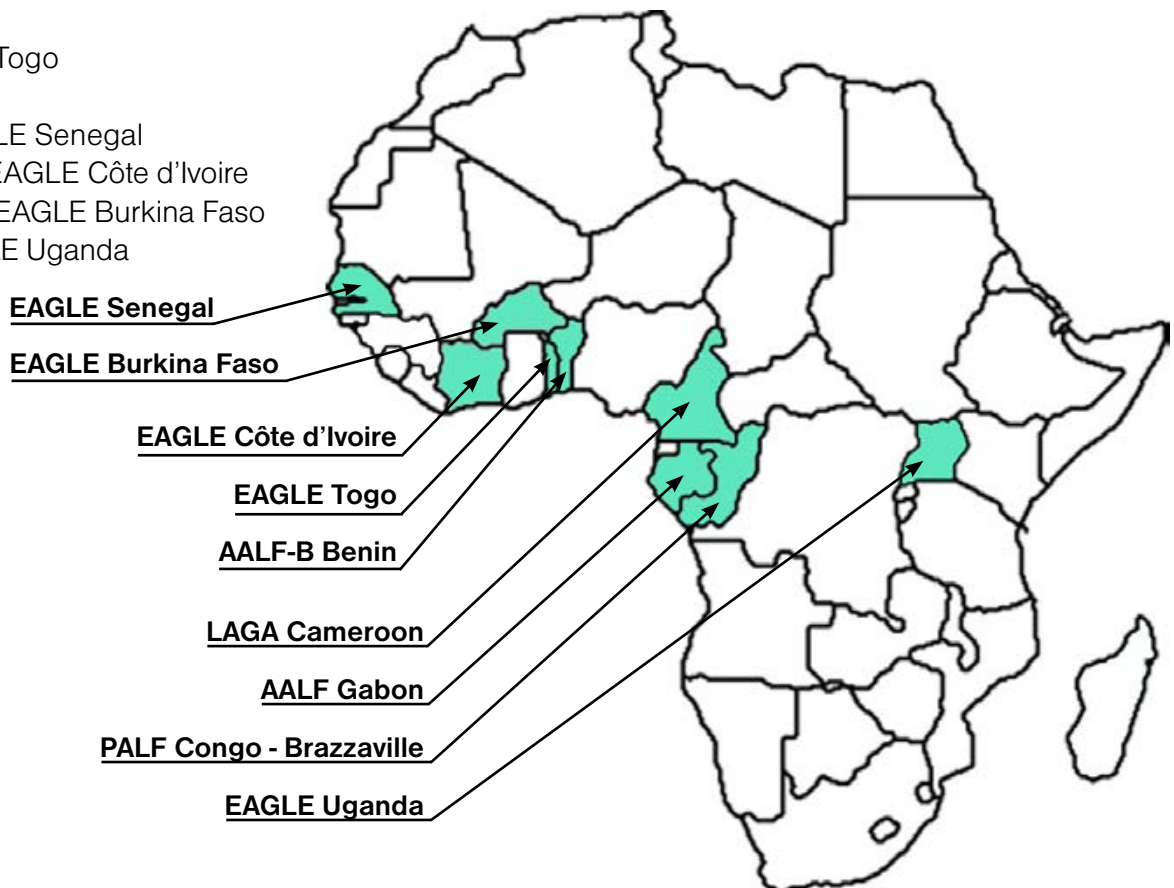 Togo
LE Senegal
EAGLE Côte d’Ivoire
EAGLE Burkina Faso
E Uganda
EAGLE Senegal
EAGLE Burkina Faso
EAGLE Côte d’Ivoire
EAGLE Togo
AALF-B Benin
LAGA Cameroon
AALF Gabon
PALF Congo - Brazzaville
EAGLE Uganda